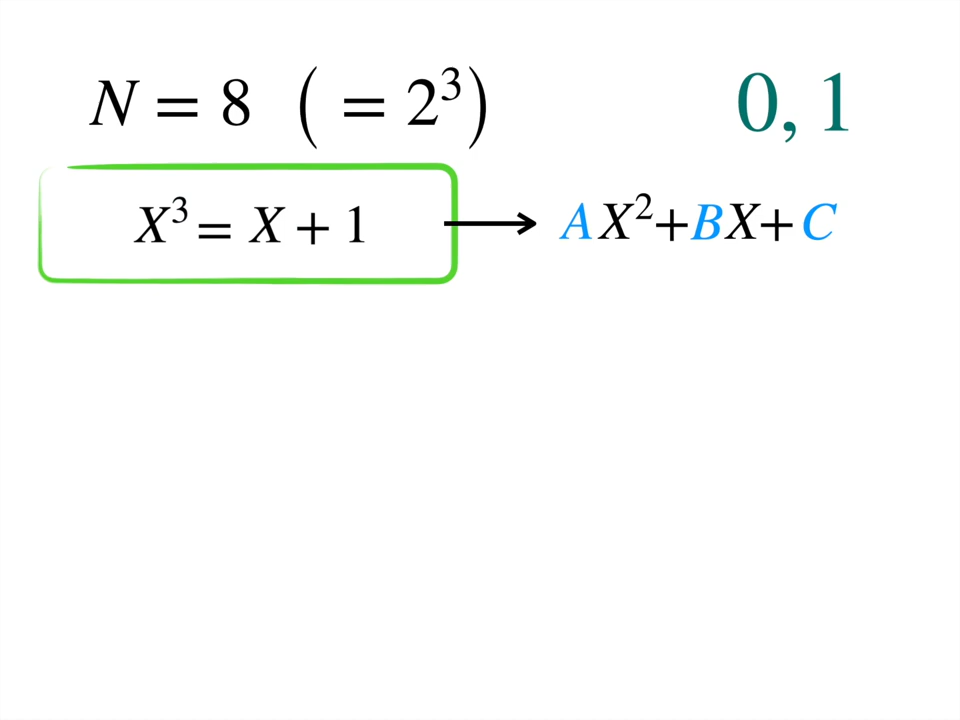 N = 8 ( = 2³) 0, 1
X³ = X + 1 → AX² + BX + C